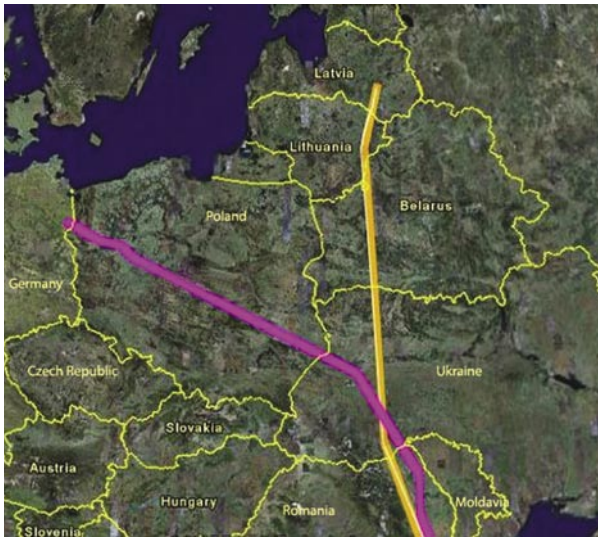 Latvia
Lithuania
Belarus
Poland
Germany
Czech Republic
Ukraine
Slovakia
Austria
Hungary
Romania
Moldavia
Slovenia